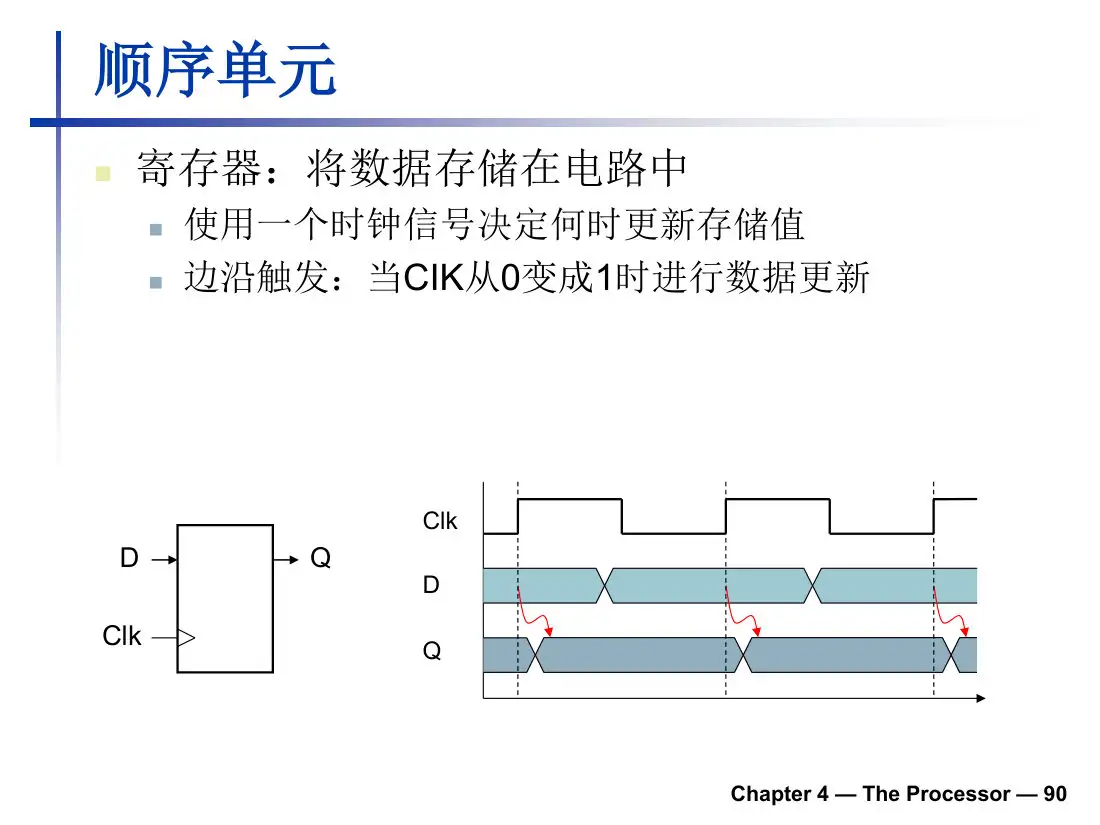 顺序单元
寄存器：将数据存储在电路中
使用一个时钟信号决定何时更新存储值
边沿触发：当ClK从0变成1时进行数据更新
D
Q
Clk
Clk
D
Q
Chapter 4 — The Processor — 90